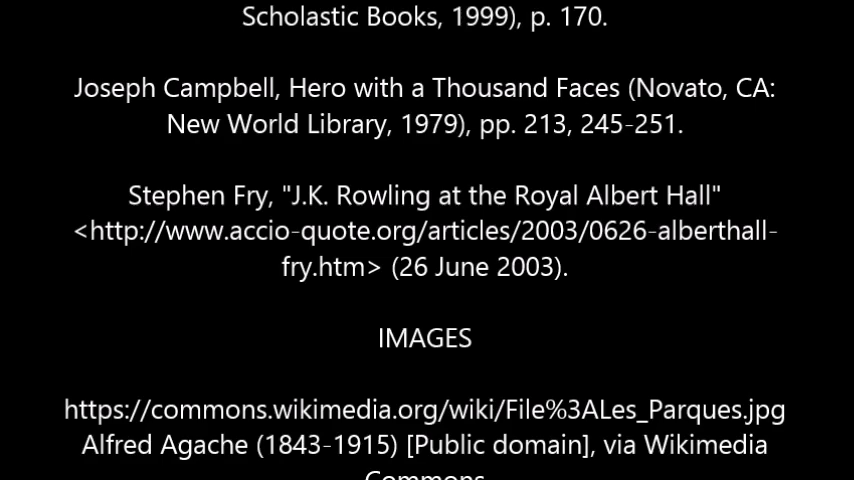 Scholastic Books, 1999), p. 170.
Joseph Campbell, Hero with a Thousand Faces (Novato, CA:
New World Library, 1979), pp. 213, 245-251.
Stephen Fry, "J.K. Rowling at the Royal Albert Hall"
<http://www.accio-quote.org/articles/2003/0626-alberthall-
fry.htm> (26 June 2003).
IMAGES
https://commons.wikimedia.org/wiki/File%3ALes_Parques.jpg
Alfred Agache (1843-1915) [Public domain], via Wikimedia
Commons